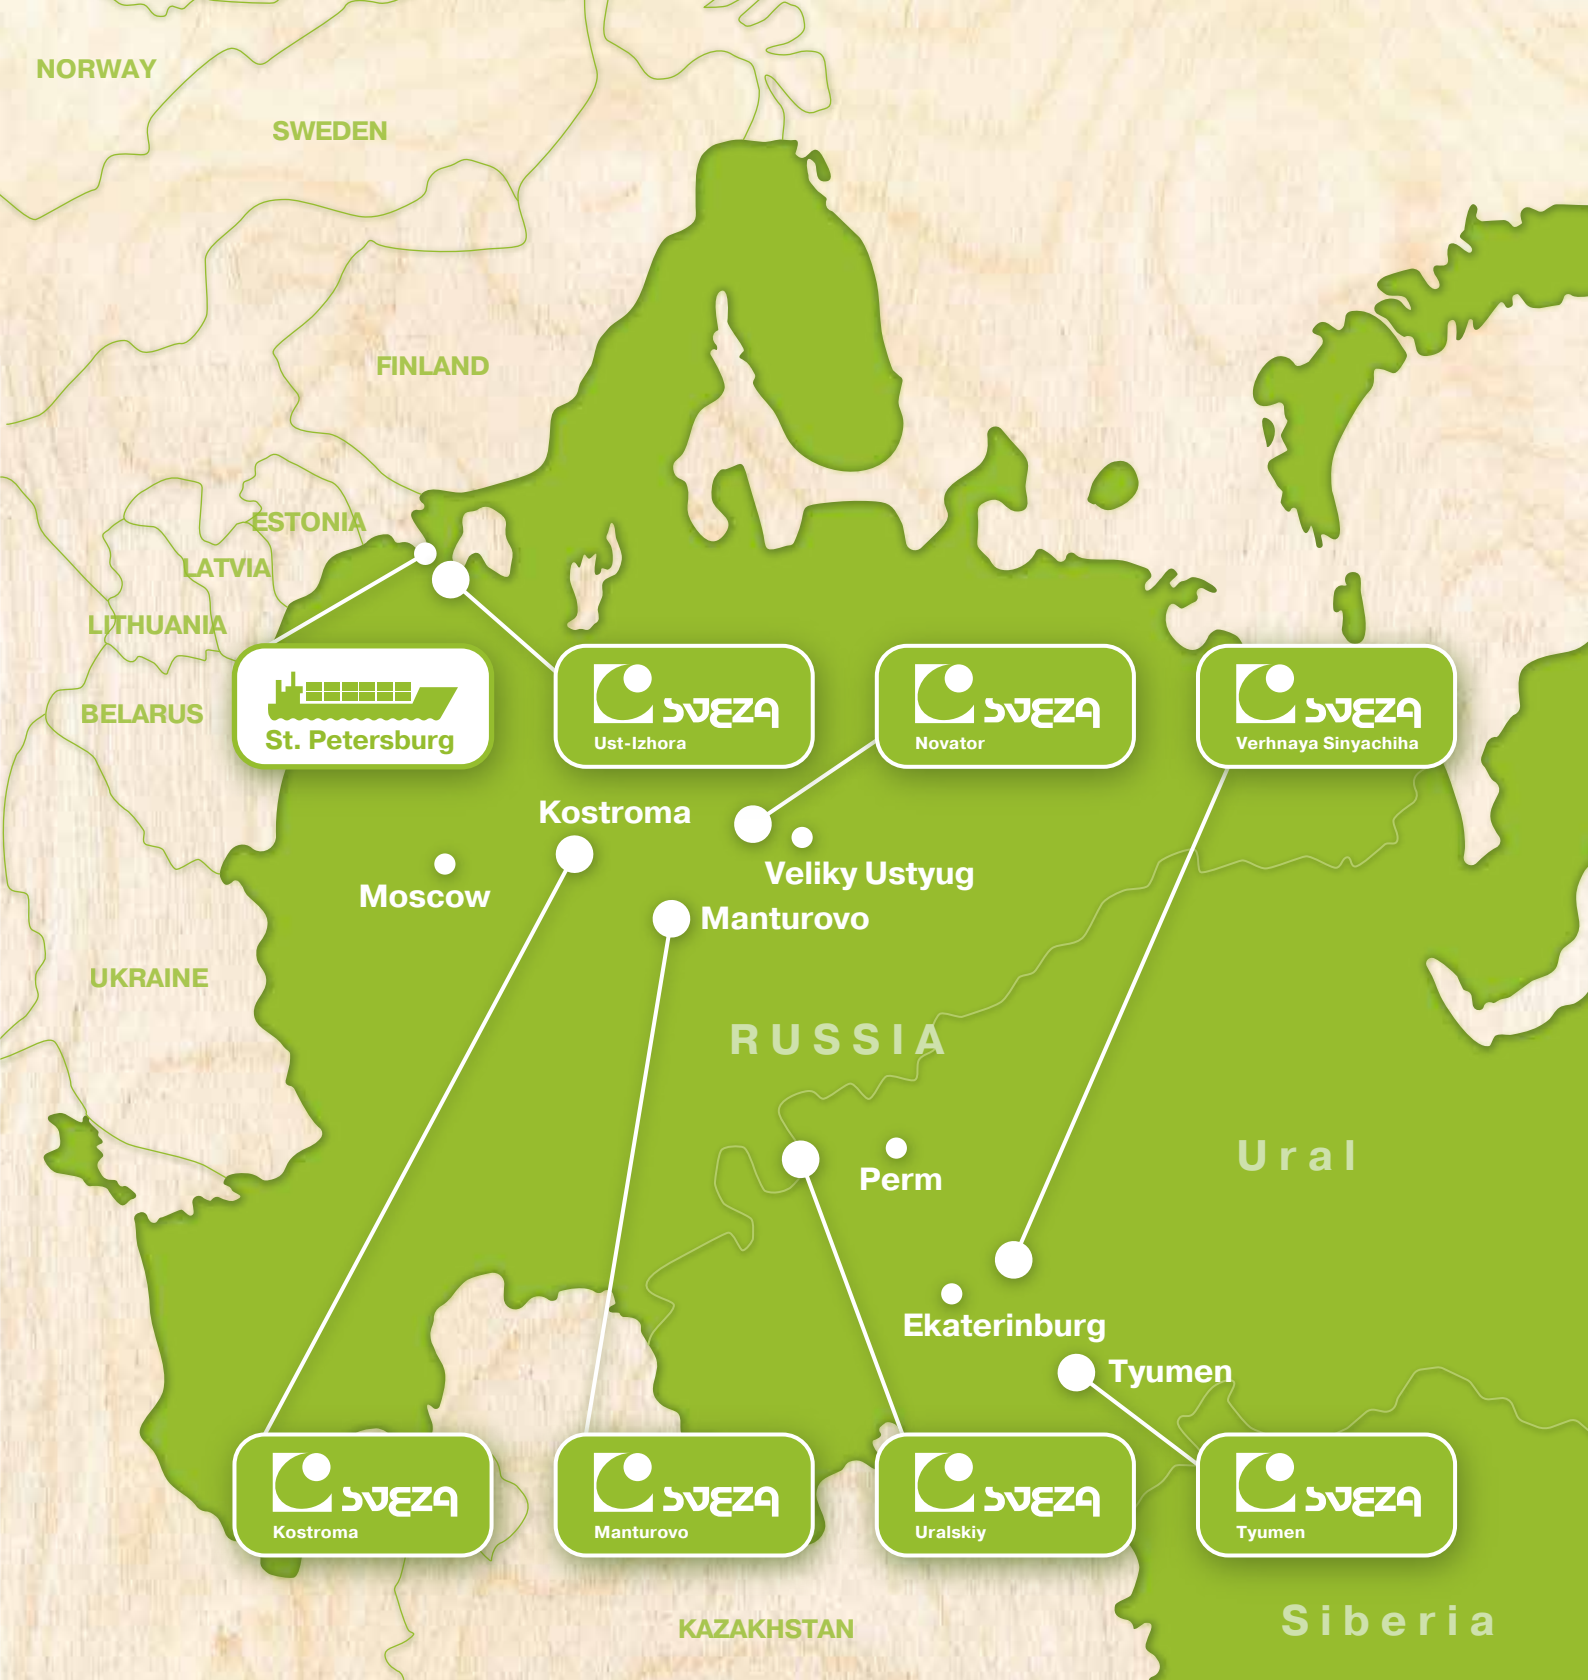 NORWAY
SWEDEN
FINLAND
ESTONIA
LATVIA
LITHUANIA
BELARUS
St. Petersburg
SVEZA
Ust-Izhora
SVEZA
Novator
SVEZA
Verhnaya Sinyachiha
Kostroma
Moscow
Veliky Ustyug
Manturovo
UKRAINE
RUSSIA
Ural
Perm
Ekaterinburg
Tyumen
SVEZA
Kostroma
SVEZA
Manturovo
SVEZA
Uralskiy
SVEZA
Tyumen
Siberia
KAZAKHSTAN